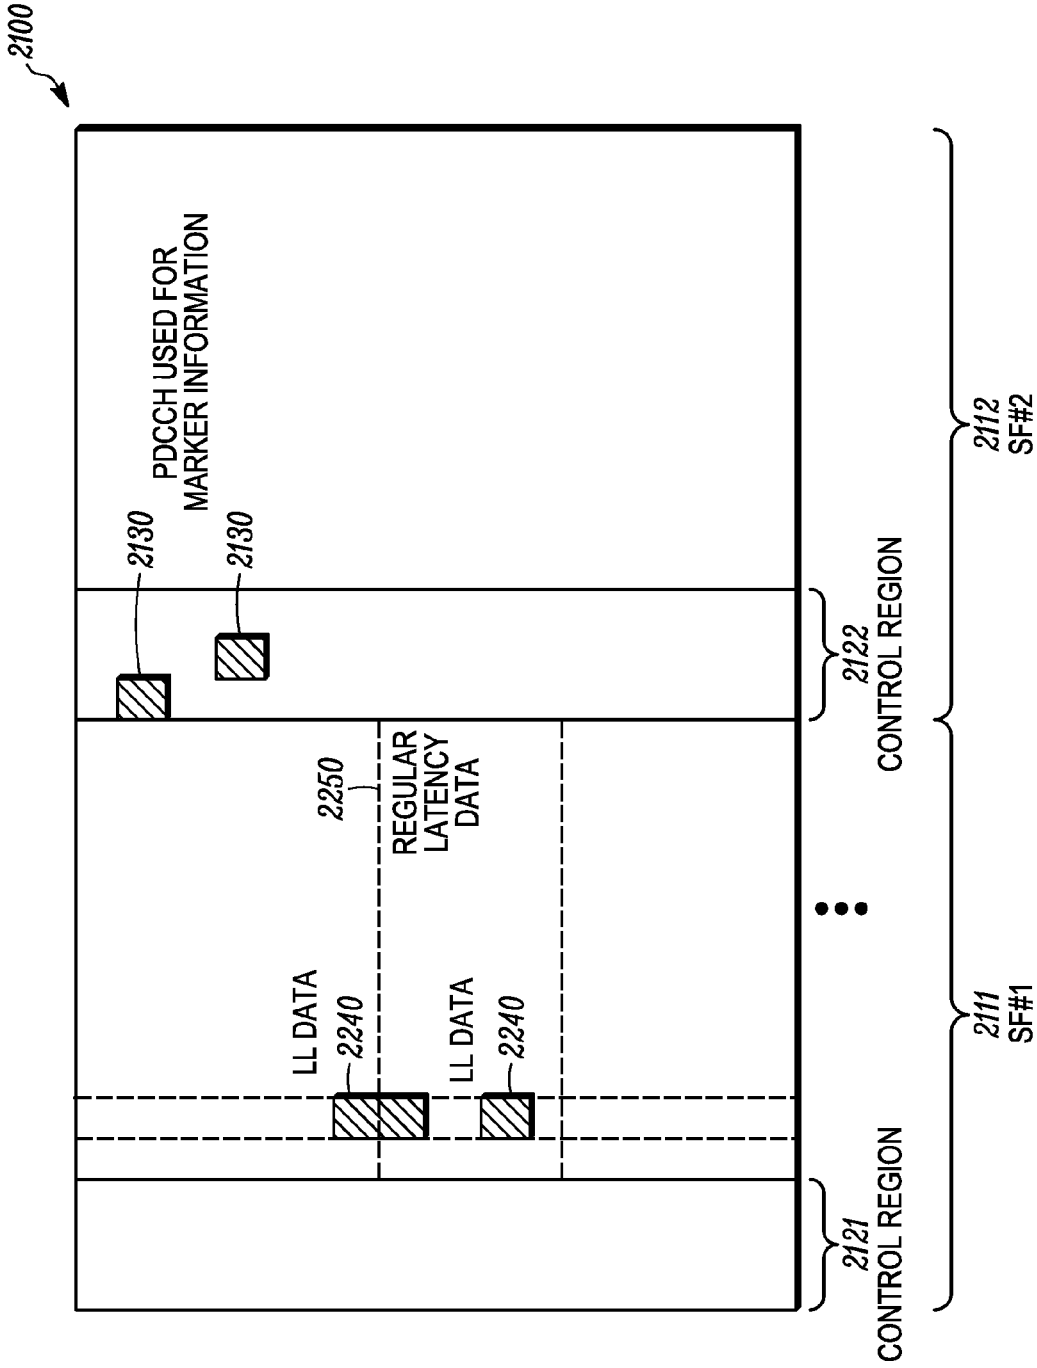 2100
PDCCH USED FOR
MARKER INFORMATION
2130
2130
2250
REGULAR
LATENCY
DATA
LL DATA
2240
LL DATA
2240
2121
CONTROL REGION
2122
CONTROL REGION
2111
SF#1
2112
SF#2